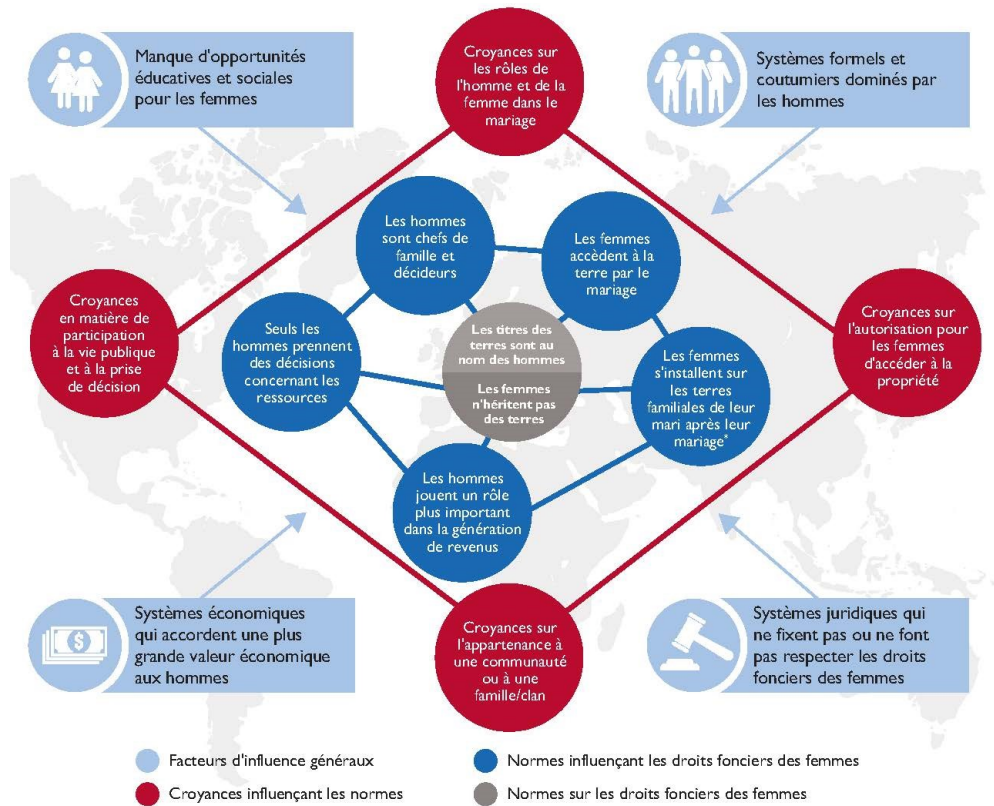 Manque d'opportunités
éducatives et sociales
pour les femmes
Croyances sur
les rôles de
l'homme et de la
femme dans le
mariage
Systèmes formels et
coutumiers dominés par
les hommes
Les hommes
sont chefs de
famille et
décideurs
Les femmes
accèdent à la
terre par le
mariage
Croyances
en matière de
participation
à la vie publique
et à la prise
de décision
Seuls les
hommes prennent
des décisions
concernant les
ressources
Les titres des
terres sont au
nom des hommes
Les femmes
n'héritent pas
des terres
Les femmes
s'installent sur
les terres
familiales de leur
mari après leur
mariage*
Croyances sur
l'autorisation pour
les femmes
d'accéder à la
propriété
Les hommes
jouent un rôle
plus important
dans la génération
de revenus
Systèmes économiques
qui accordent une plus
grande valeur économique
aux hommes
Croyances sur
l'appartenance à
une communauté
ou à une
famille/clan
Systèmes juridiques qui
ne fixent pas ou ne font
pas respecter les droits
fonciers des femmes
$
Facteurs d'influence généraux
Normes influençant les droits fonciers des femmes
Croyances influençant les normes
Normes sur les droits fonciers des femmes